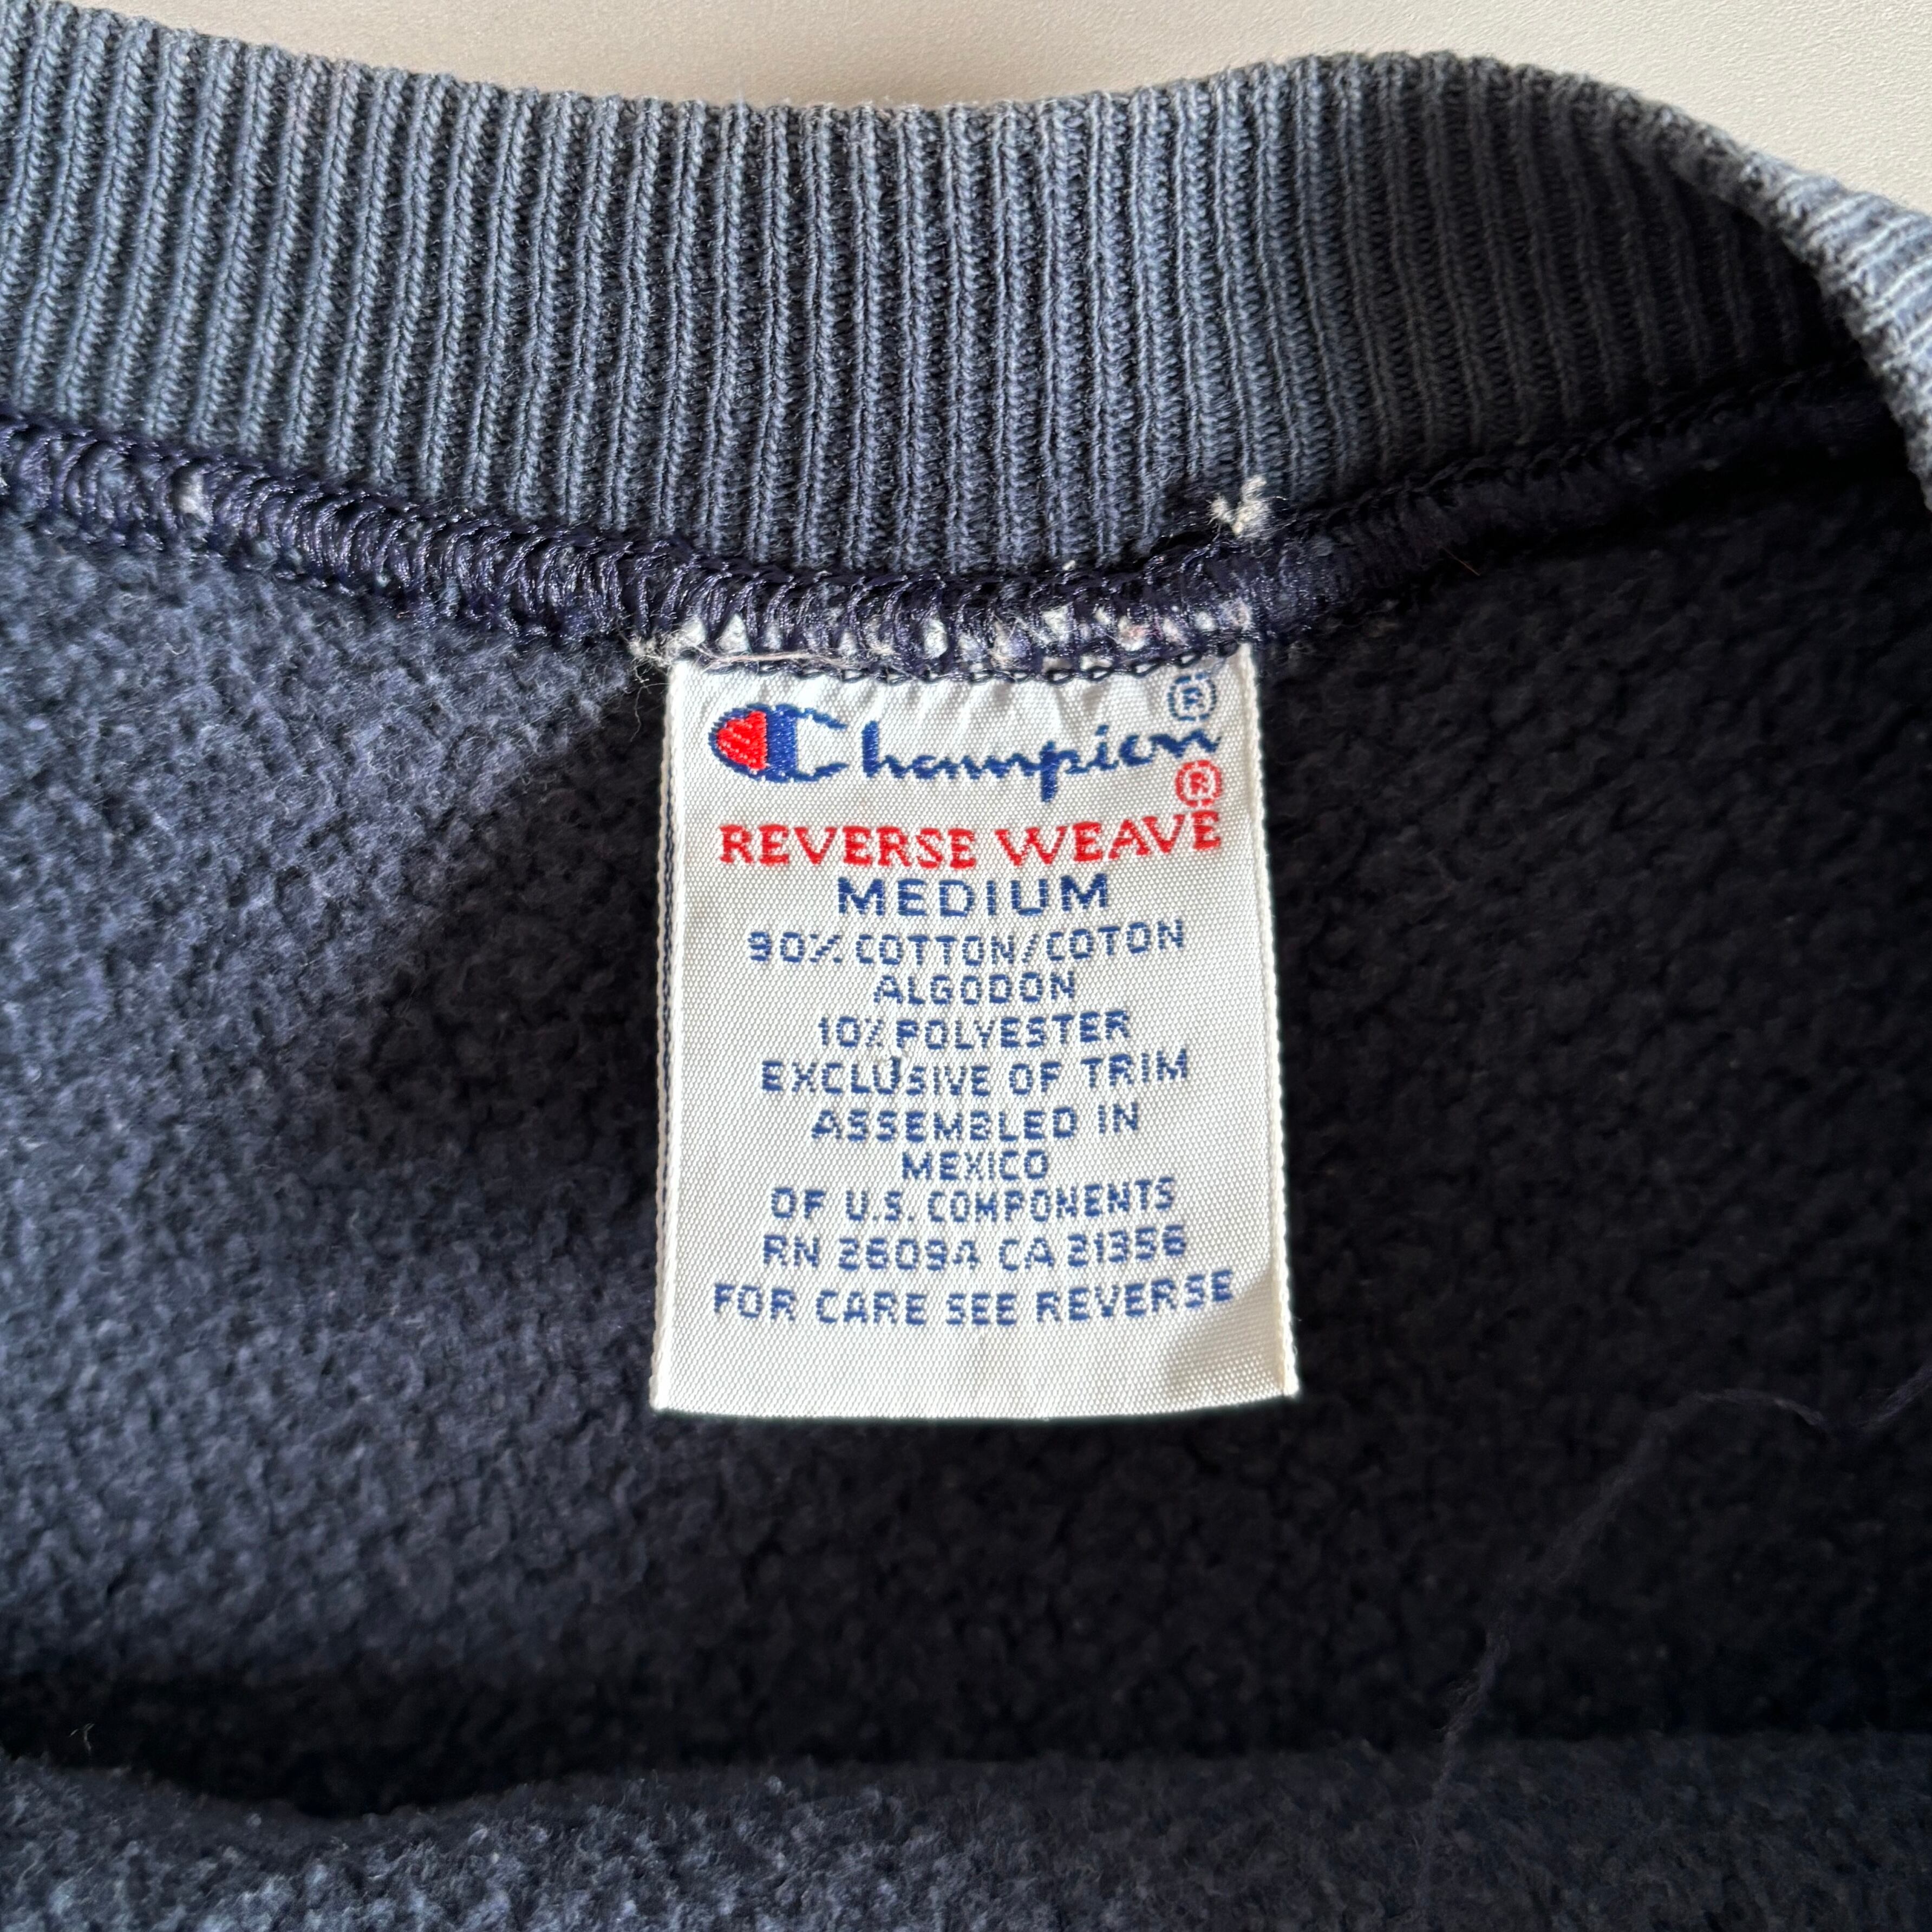 Champion®
REVERSE WEAVE®
MEDIUM
90% COTTON/COTON
ALGODON
10% POLYESTER
EXCLUSIVE OF TRIM
ASSEMBLED IN
MEXICO
OF U.S. COMPONENTS
RN 26094 CA 21356
FOR CARE SEE REVERSE